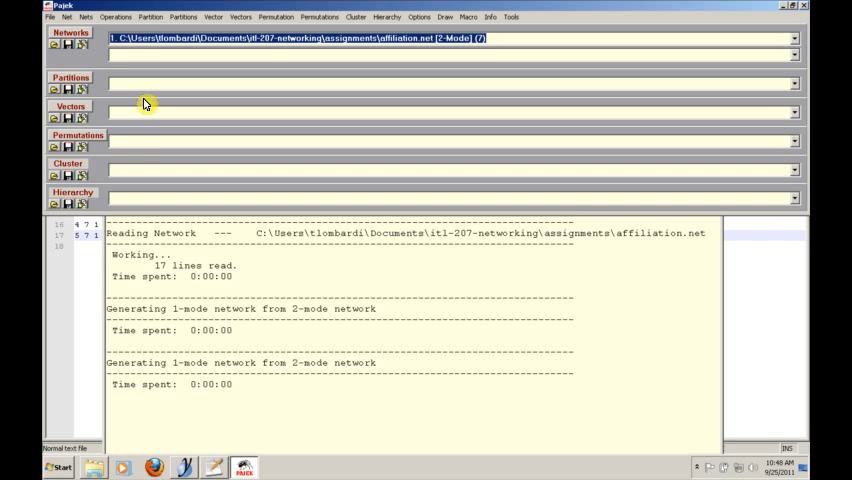 Pajek
File Net Nets Operations Partition Partitions Vector Vectors Permutation Permutations Cluster Hierarchy Options Draw Macro Info Tools
Networks
1. C:\Users\tlombardi\Documents\itl-207-networking\assignments\affiliation.net [2-Mode] (7)
Partitions
Vectors
Permutations
Cluster
Hierarchy
16 4 7 1
17 5 7 1
18
Reading Network --- C:\Users\tlombardi\Documents\itl-207-networking\assignments\affiliation.net
Working...
17 lines read.
Time spent: 0:00:00
Generating 1-mode network from 2-mode network
Time spent: 0:00:00
Generating 1-mode network from 2-mode network
Time spent: 0:00:00
Normal text file INS
Start PAJEK 10:48 AM
9/25/2011